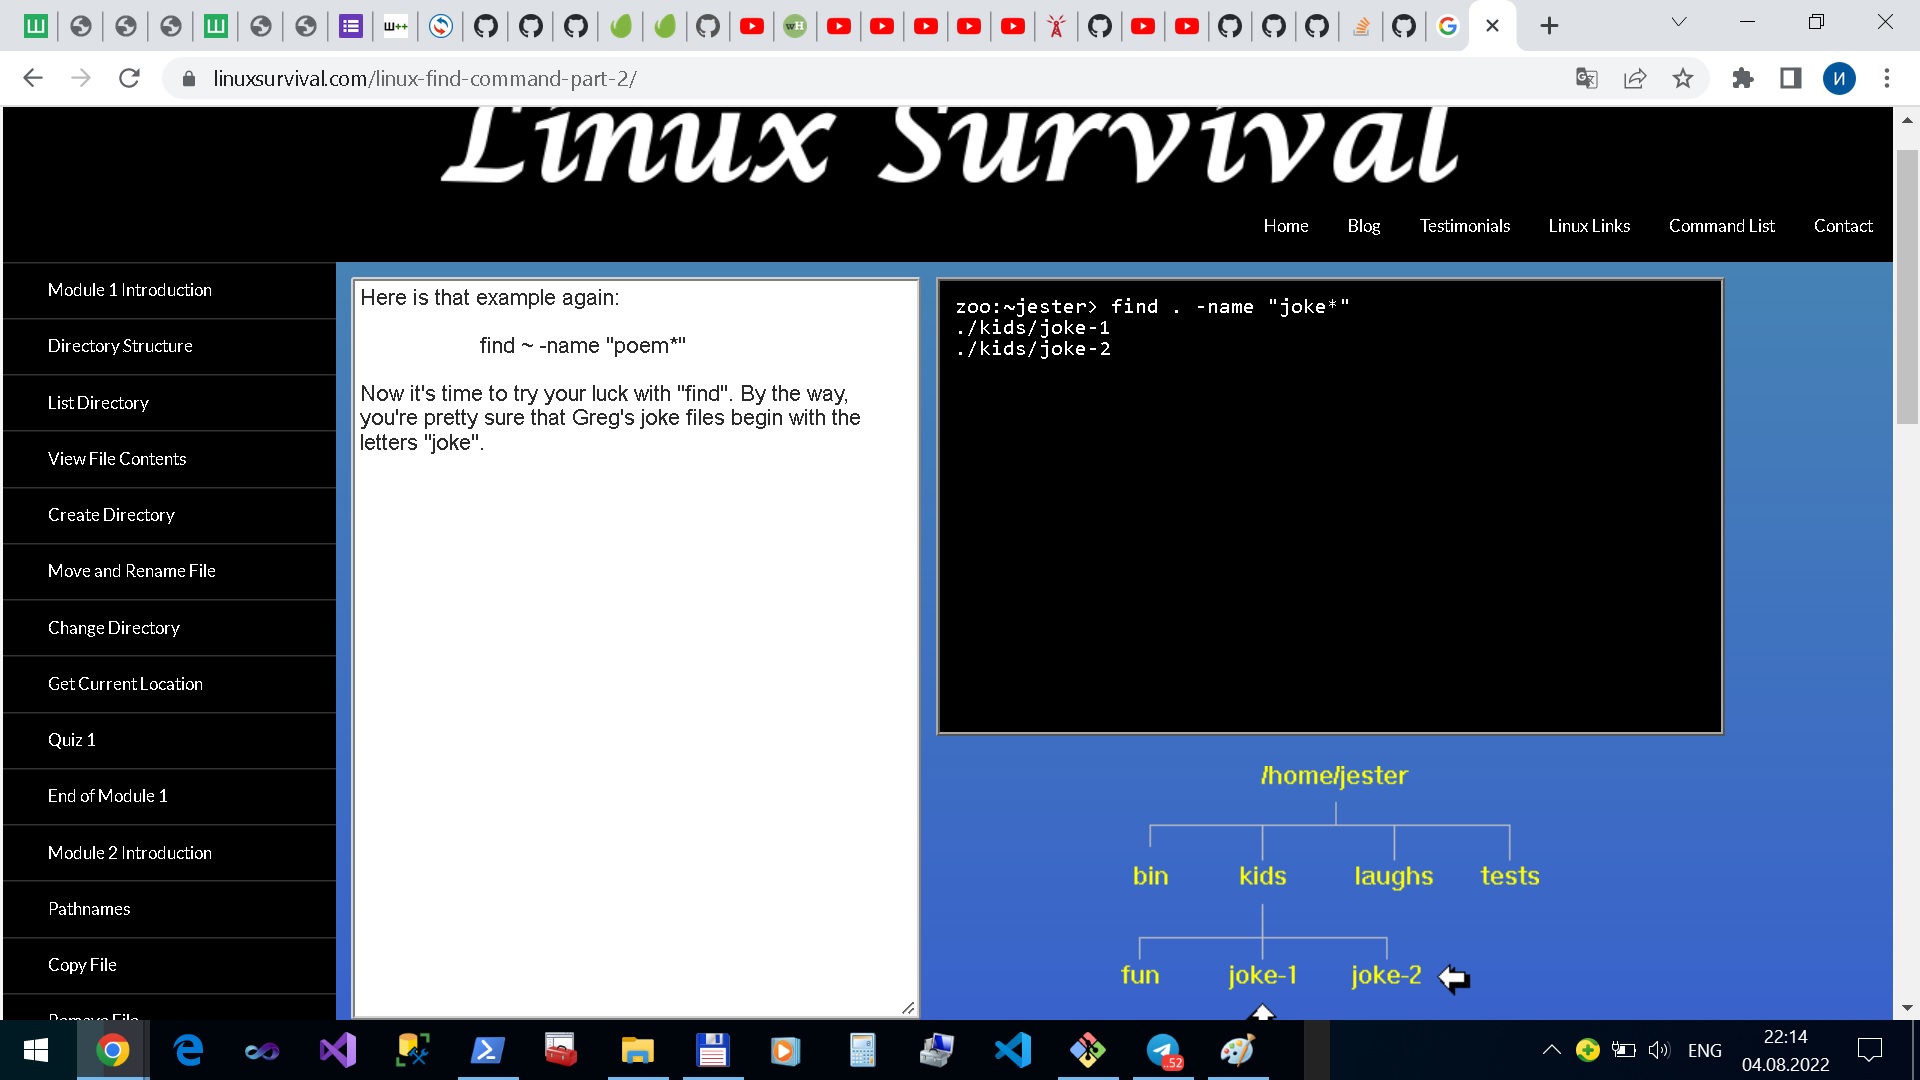 linuxsurvival.com/linux-find-command-part-2/
И
Linux Survival
Home Blog Testimonials Linux Links Command List Contact
Module 1 Introduction
Directory Structure
List Directory
View File Contents
Create Directory
Move and Rename File
Change Directory
Get Current Location
Quiz 1
End of Module 1
Module 2 Introduction
Pathnames
Copy File
Remove File
Here is that example again:
find ~ -name "poem*"
Now it's time to try your luck with "find". By the way,
you're pretty sure that Greg's joke files begin with the
letters "joke".
zoo:~jester> find . -name "joke*"
./kids/joke-1
./kids/joke-2
/home/jester
bin kids laughs tests
fun joke-1 joke-2
..52
ENG
22:14
04.08.2022